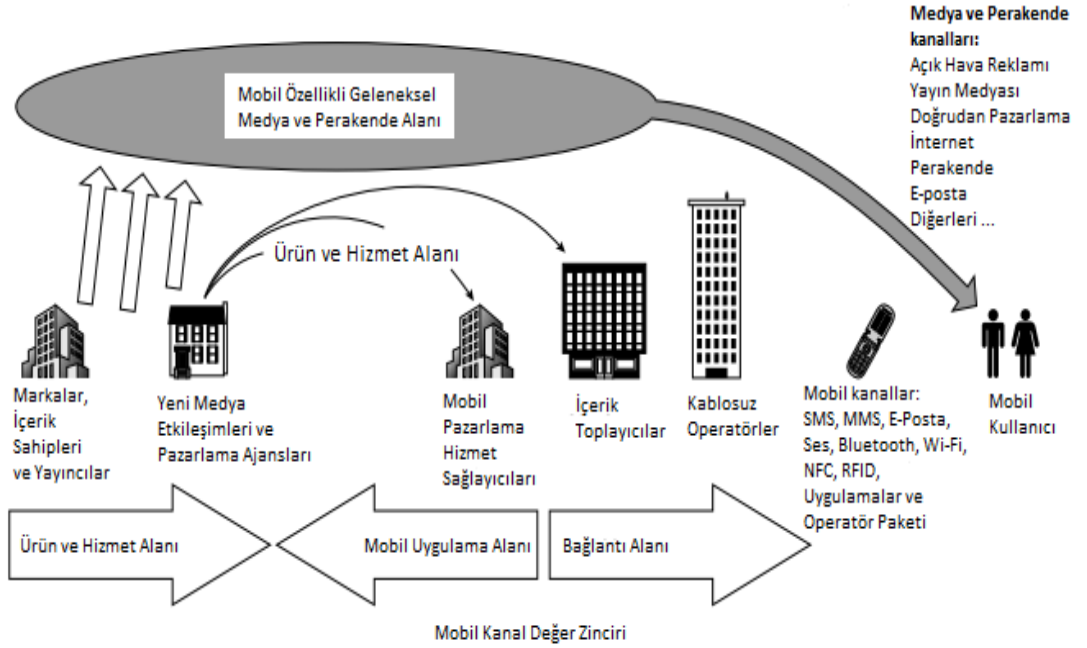 Medya ve Perakende
kanalları:
Açık Hava Reklamı
Yayın Medyası
Doğrudan Pazarlama
İnternet
Perakende
E-posta
Diğerleri ...
Mobil Özellikli Geleneksel
Medya ve Perakende Alanı
Ürün ve Hizmet Alanı
Markalar,
İçerik
Sahipleri
ve Yayıncılar
Yeni Medya
Etkileşimleri ve
Pazarlama Ajansları
Mobil
Pazarlama
Hizmet
Sağlayıcıları
İçerik
Toplayıcılar
Kablosuz
Operatörler
Mobil kanallar:
SMS, MMS, E-Posta,
Ses, Bluetooth, Wi-Fi,
NFC, RFID,
Uygulamalar ve
Operatör Paketi
Mobil
Kullanıcı
Ürün ve Hizmet Alanı
Mobil Uygulama Alanı
Bağlantı Alanı
Mobil Kanal Değer Zinciri